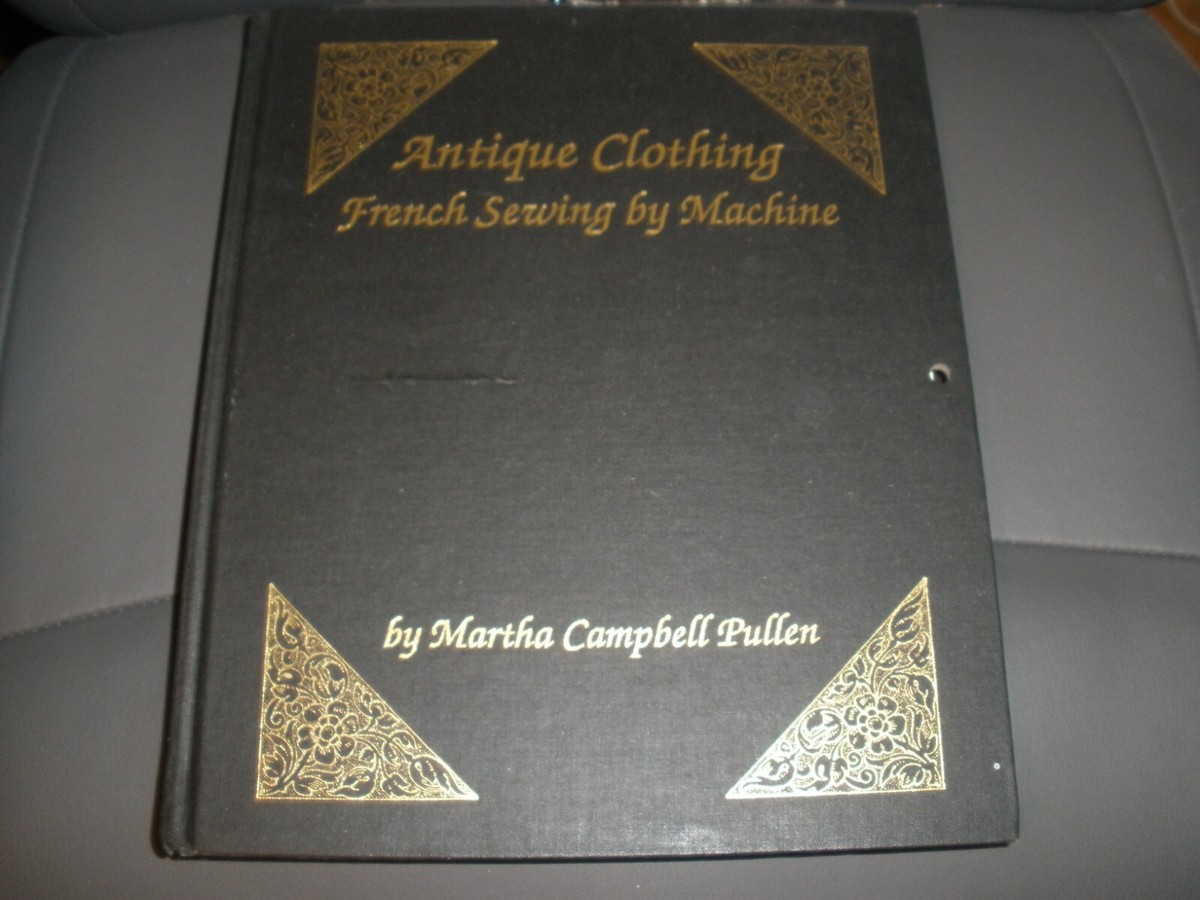 Antique Clothing
French Sewing by Machine
by Martha Campbell Pullen